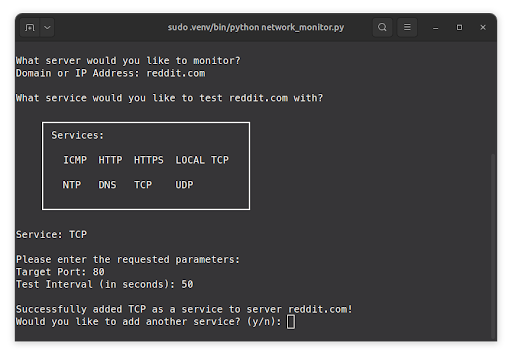 sudo .venv/bin/python network_monitor.py
What server would you like to monitor?
Domain or IP Address: reddit.com
What service would you like to test reddit.com with?
Services:
ICMP HTTP HTTPS LOCAL TCP
NTP DNS TCP UDP
Service: TCP
Please enter the requested parameters:
Target Port: 80
Test Interval (in seconds): 50
Successfully added TCP as a service to server reddit.com!
Would you like to add another service? (y/n):